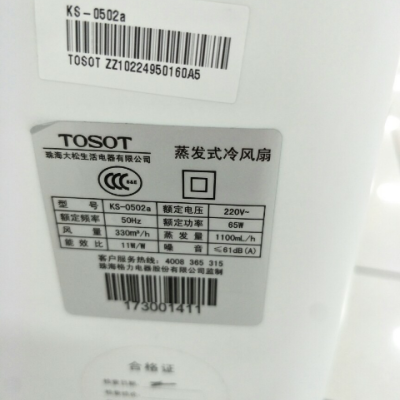 KS-0502a
TOSOT ZZ10224950160A5
TOSOT
珠海大松生活电器有限公司
蒸发式冷风扇
CCC S&E
型 号 KS-0502a 额定电压 220V~
额定频率 50Hz 额定功率 65W
风 量 330m³/h 蒸发量 1100mL/h
能效比 11W/W 噪 音 ≤61dB(A)
客户服务热线: 4008 365 315
珠海格力电器股份有限公司监制
173001411
合格证